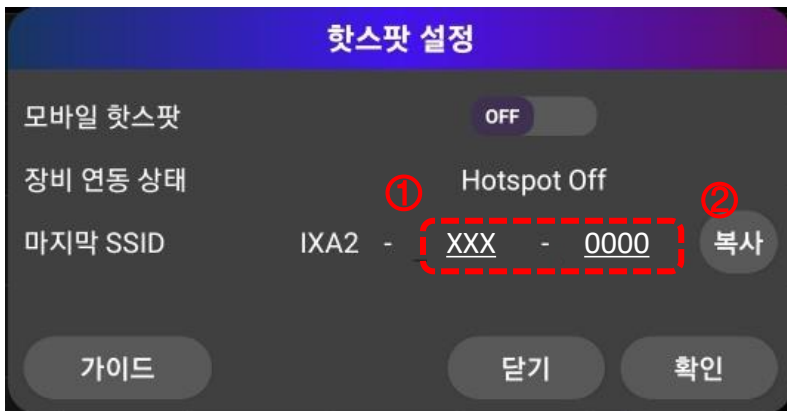 핫스팟 설정
모바일 핫스팟 OFF
장비 연동 상태 Hotspot Off
① ②
마지막 SSID IXA2 - XXX - 0000 복사
가이드 닫기 확인